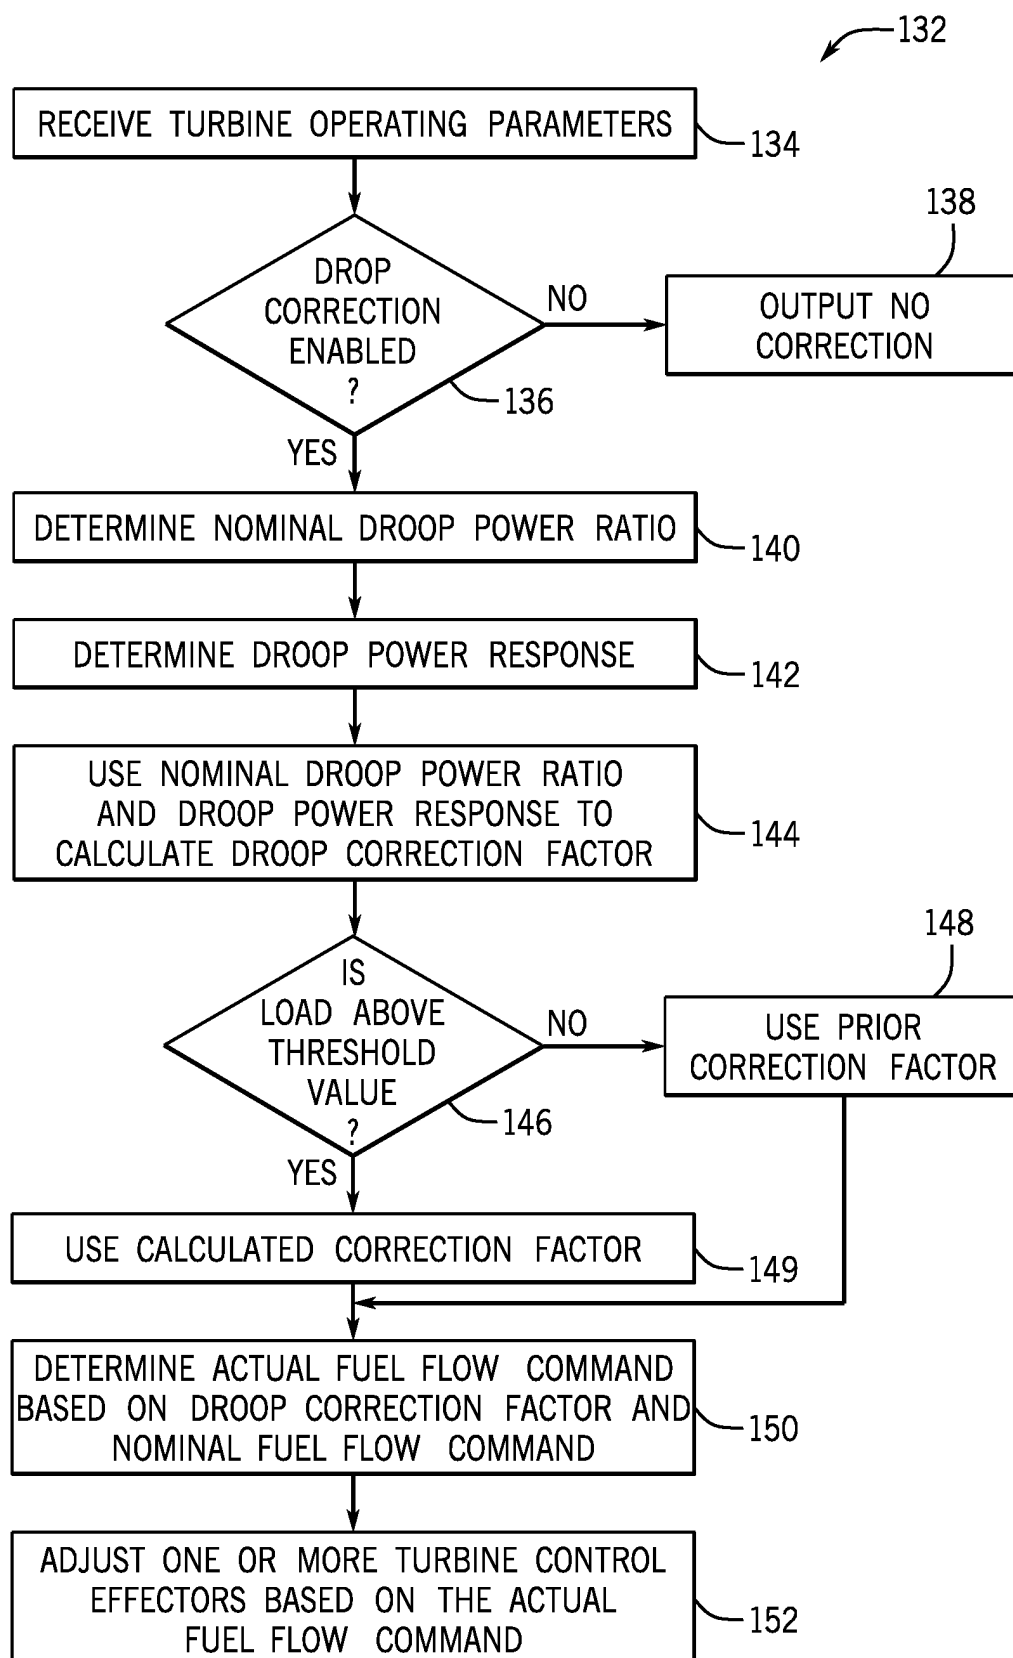 132
RECEIVE TURBINE OPERATING PARAMETERS
134
DROP
CORRECTION
ENABLED
?
136
NO
138
OUTPUT NO
CORRECTION
YES
DETERMINE NOMINAL DROOP POWER RATIO
140
DETERMINE DROOP POWER RESPONSE
142
USE NOMINAL DROOP POWER RATIO
AND DROOP POWER RESPONSE TO
CALCULATE DROOP CORRECTION FACTOR
144
IS
LOAD ABOVE
THRESHOLD
VALUE
?
146
NO
148
USE PRIOR
CORRECTION FACTOR
YES
USE CALCULATED CORRECTION FACTOR
149
DETERMINE ACTUAL FUEL FLOW COMMAND
BASED ON DROOP CORRECTION FACTOR AND
NOMINAL FUEL FLOW COMMAND
150
ADJUST ONE OR MORE TURBINE CONTROL
EFFECTORS BASED ON THE ACTUAL
FUEL FLOW COMMAND
152